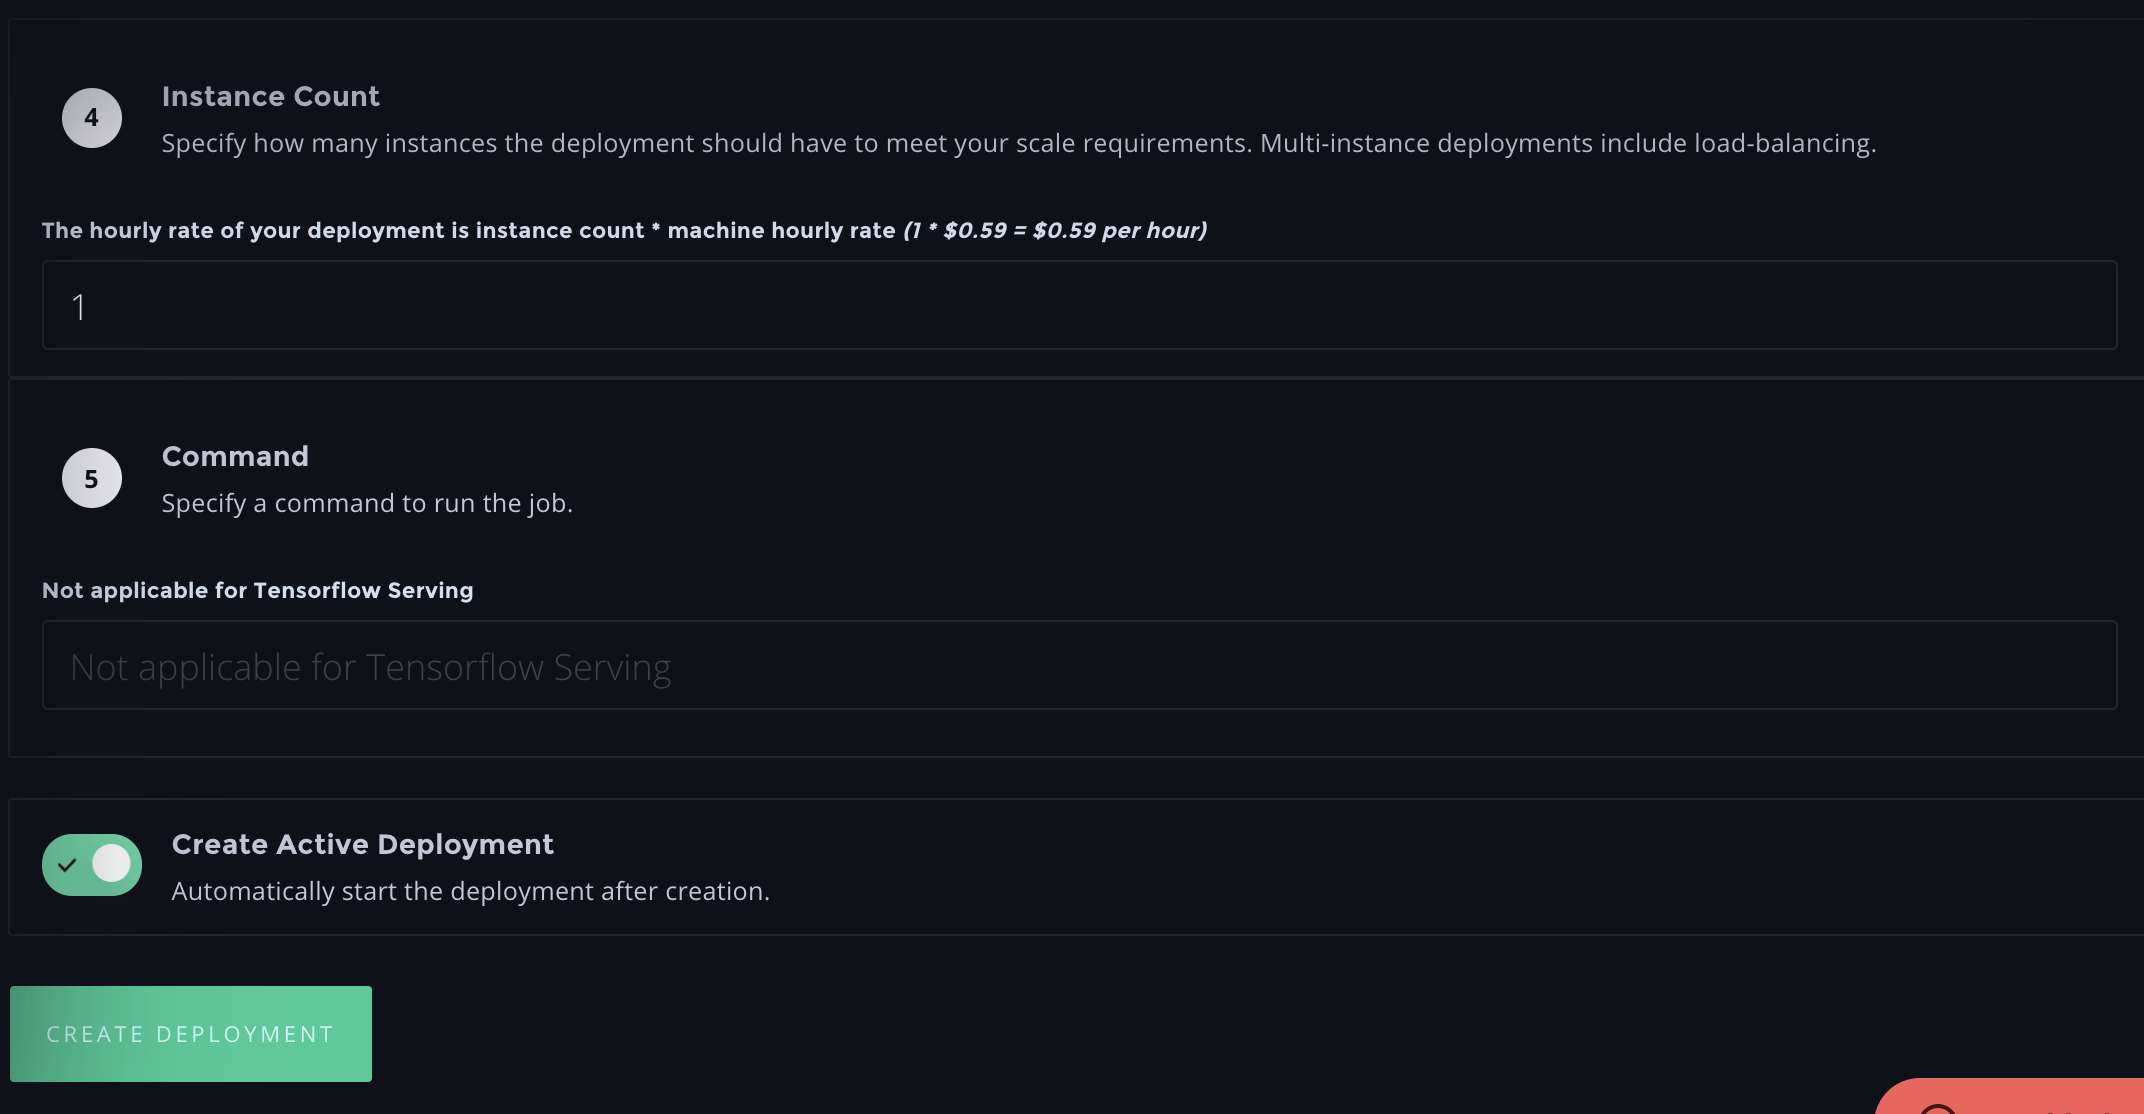 4
Instance Count
Specify how many instances the deployment should have to meet your scale requirements. Multi-instance deployments include load-balancing.
The hourly rate of your deployment is instance count * machine hourly rate (1 * $0.59 = $0.59 per hour)
1
5
Command
Specify a command to run the job.
Not applicable for Tensorflow Serving
Not applicable for Tensorflow Serving
Create Active Deployment
Automatically start the deployment after creation.
CREATE DEPLOYMENT